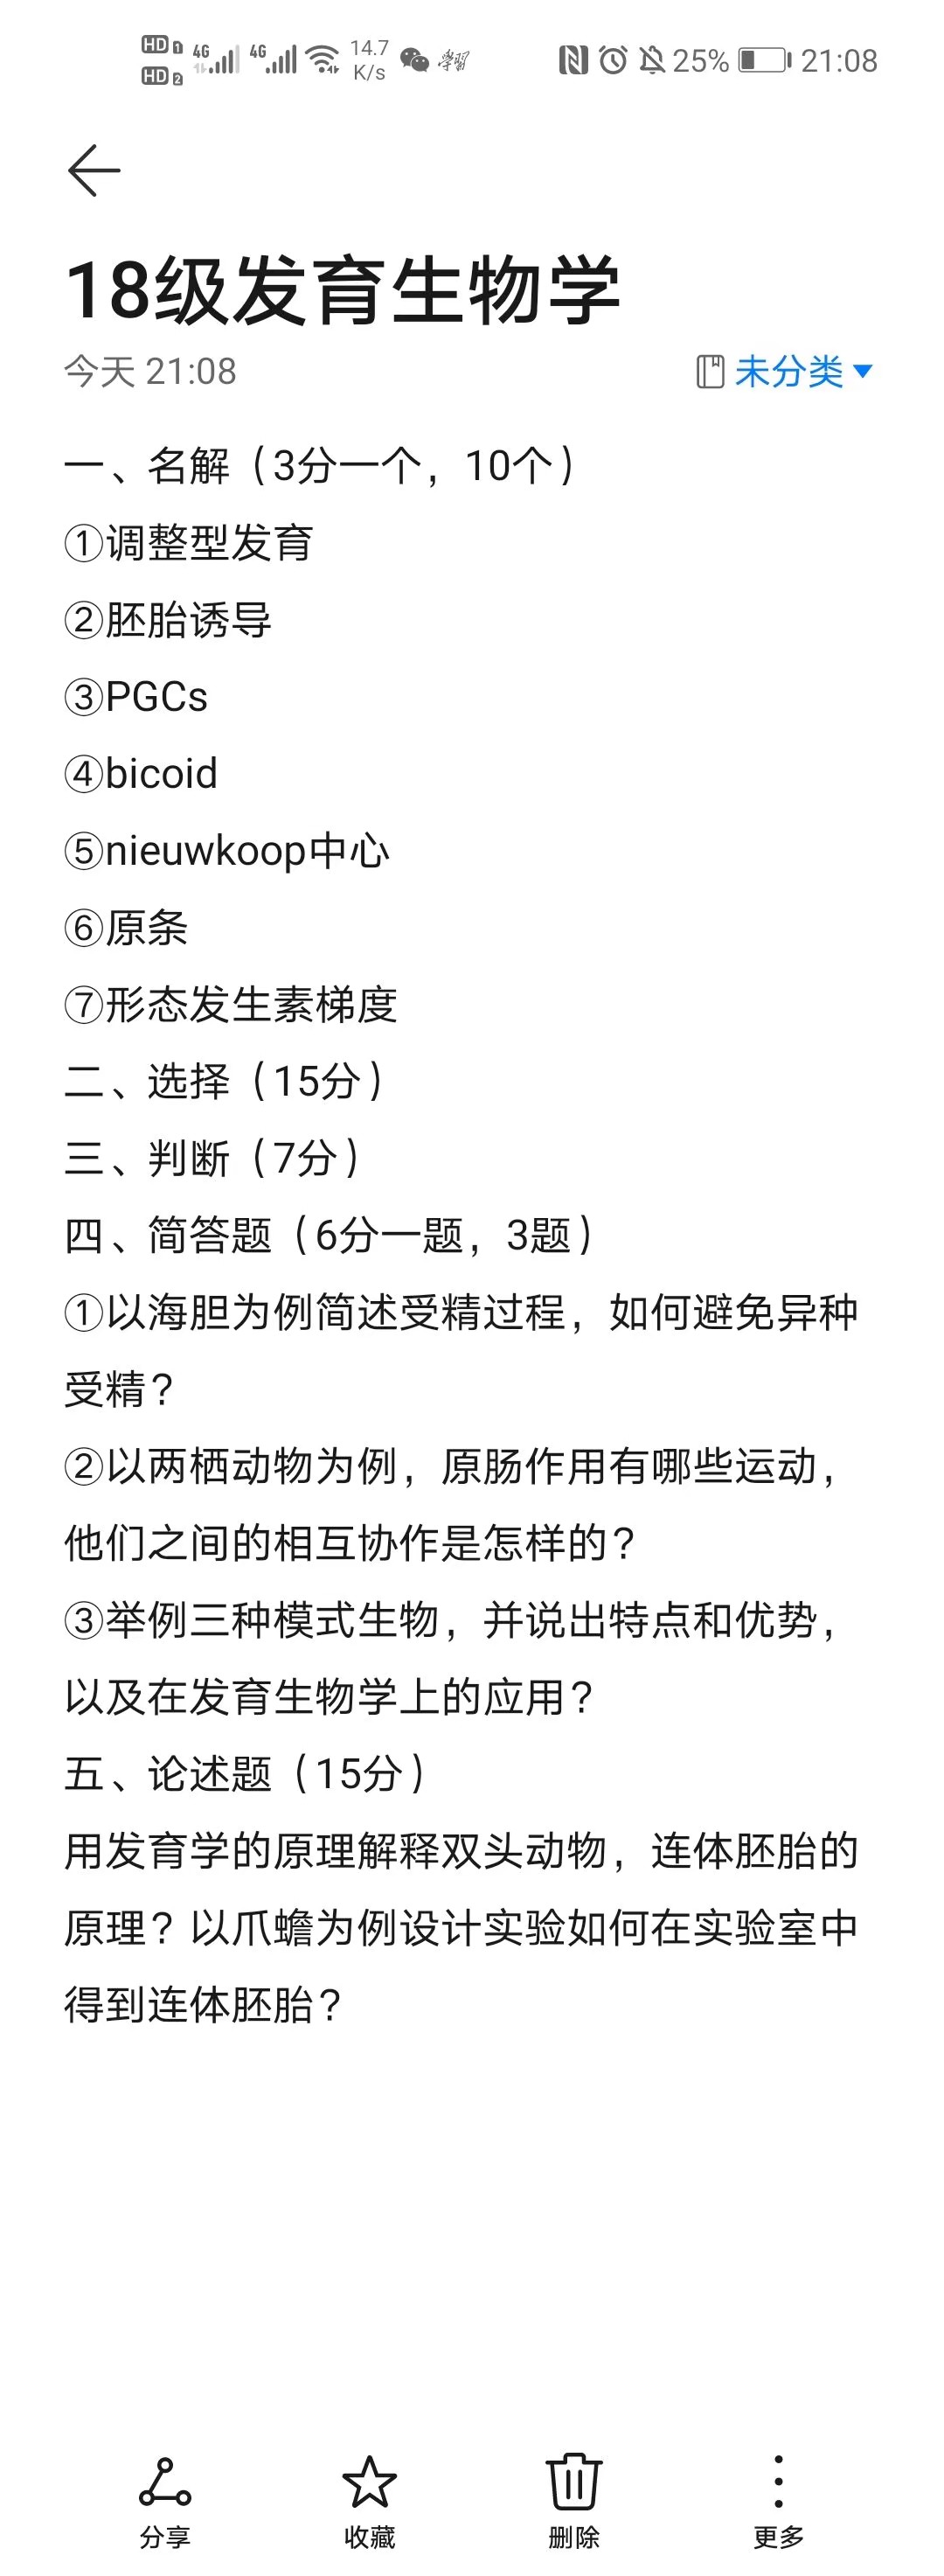 HD 1 4G 4G 14.7 25% 21:08
HD 2 K/s
18级发育生物学
今天 21:08 未分类
一、名解（3分一个，10个）
①调整型发育
②胚胎诱导
③PGCs
④bicoid
⑤nieuwkoop中心
⑥原条
⑦形态发生素梯度
二、选择（15分）
三、判断（7分）
四、简答题（6分一题，3题）
①以海胆为例简述受精过程，如何避免异种
受精？
②以两栖动物为例，原肠作用有哪些运动，
他们之间的相互协作是怎样的？
③举例三种模式生物，并说出特点和优势，
以及在发育生物学上的应用？
五、论述题（15分）
用发育学的原理解释双头动物，连体胚胎的
原理？以爪蟾为例设计实验如何在实验室中
得到连体胚胎？
分享 收藏 删除 更多